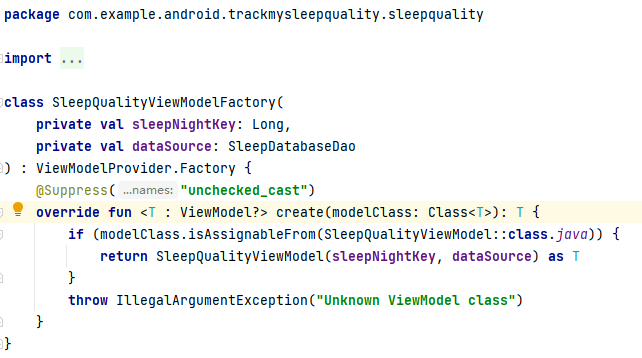 package com.example.android.trackmysleepquality.sleepquality
import ...
class SleepQualityViewModelFactory(
    private val sleepNightKey: Long,
    private val dataSource: SleepDatabaseDao
) : ViewModelProvider.Factory {
    @Suppress( ...names: "unchecked_cast")
    override fun <T : ViewModel?> create(modelClass: Class<T>): T {
        if (modelClass.isAssignableFrom(SleepQualityViewModel::class.java)) {
            return SleepQualityViewModel(sleepNightKey, dataSource) as T
        }
        throw IllegalArgumentException("Unknown ViewModel class")
    }
}